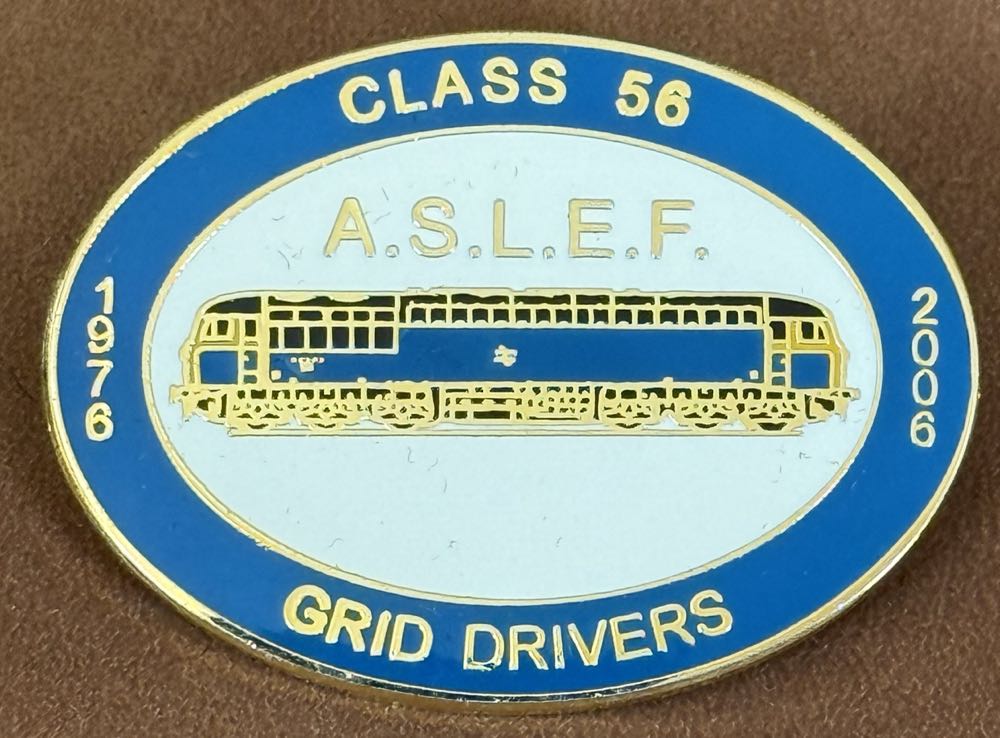 CLASS 56
A.S.L.E.F.
1976
2006
GRID DRIVERS